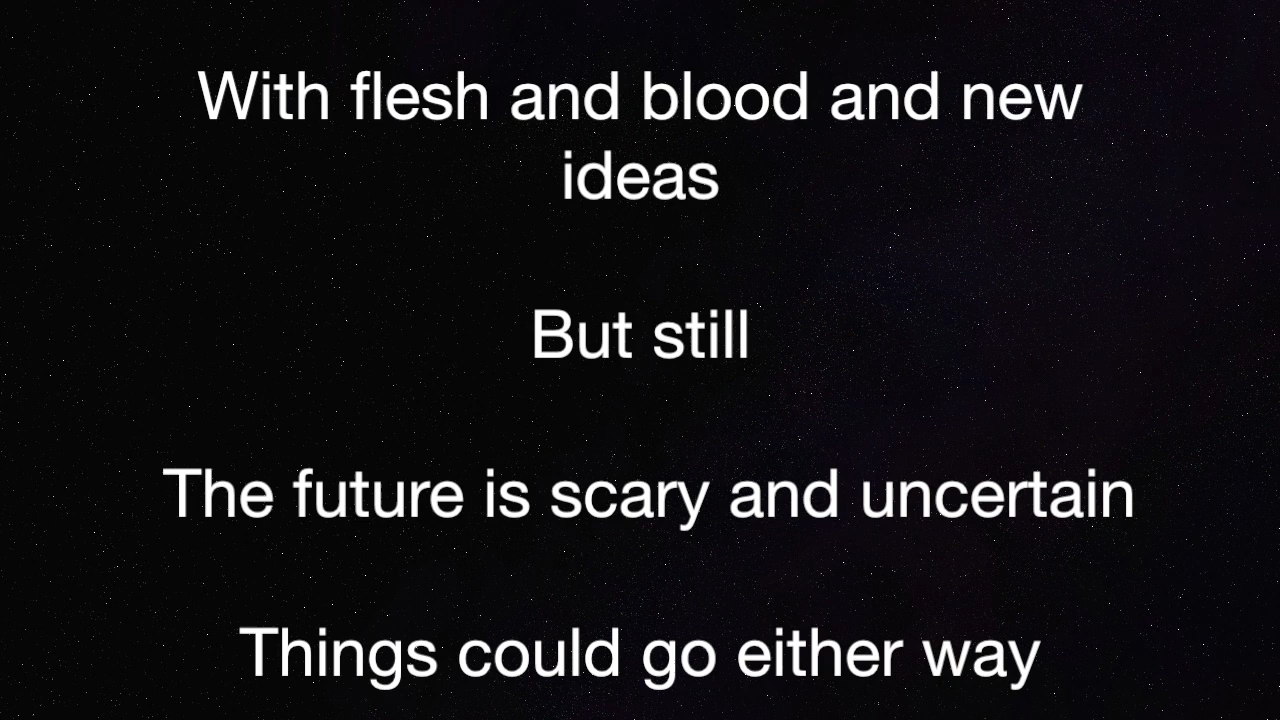 With flesh and blood and new
ideas
But still
The future is scary and uncertain
Things could go either way